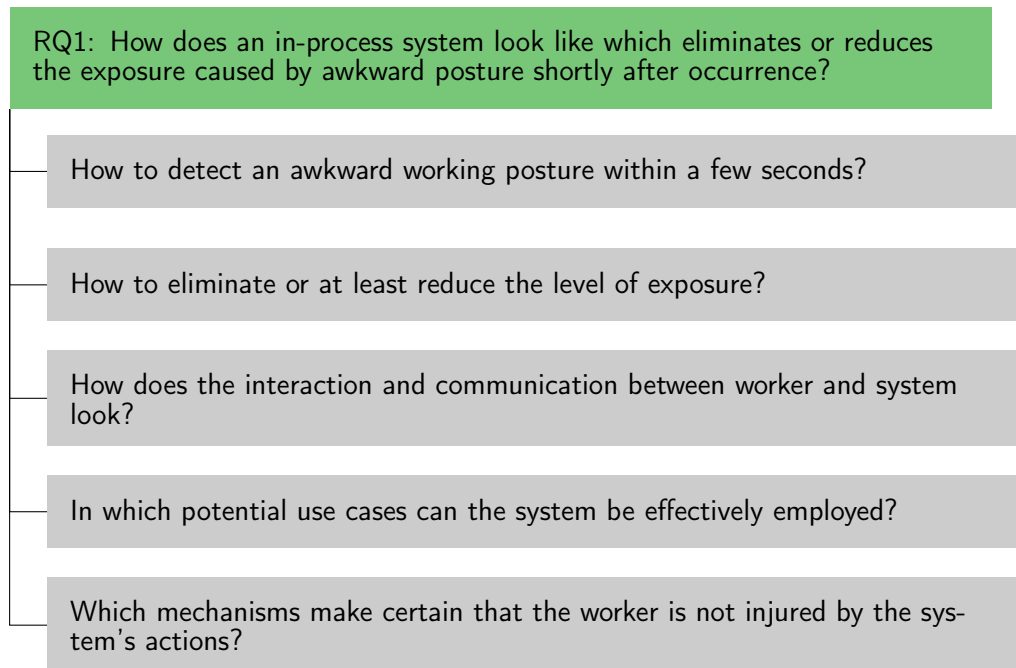 RQ1: How does an in-process system look like which eliminates or reduces
the exposure caused by awkward posture shortly after occurrence?
How to detect an awkward working posture within a few seconds?
How to eliminate or at least reduce the level of exposure?
How does the interaction and communication between worker and system
look?
In which potential use cases can the system be effectively employed?
Which mechanisms make certain that the worker is not injured by the sys-
tem's actions?